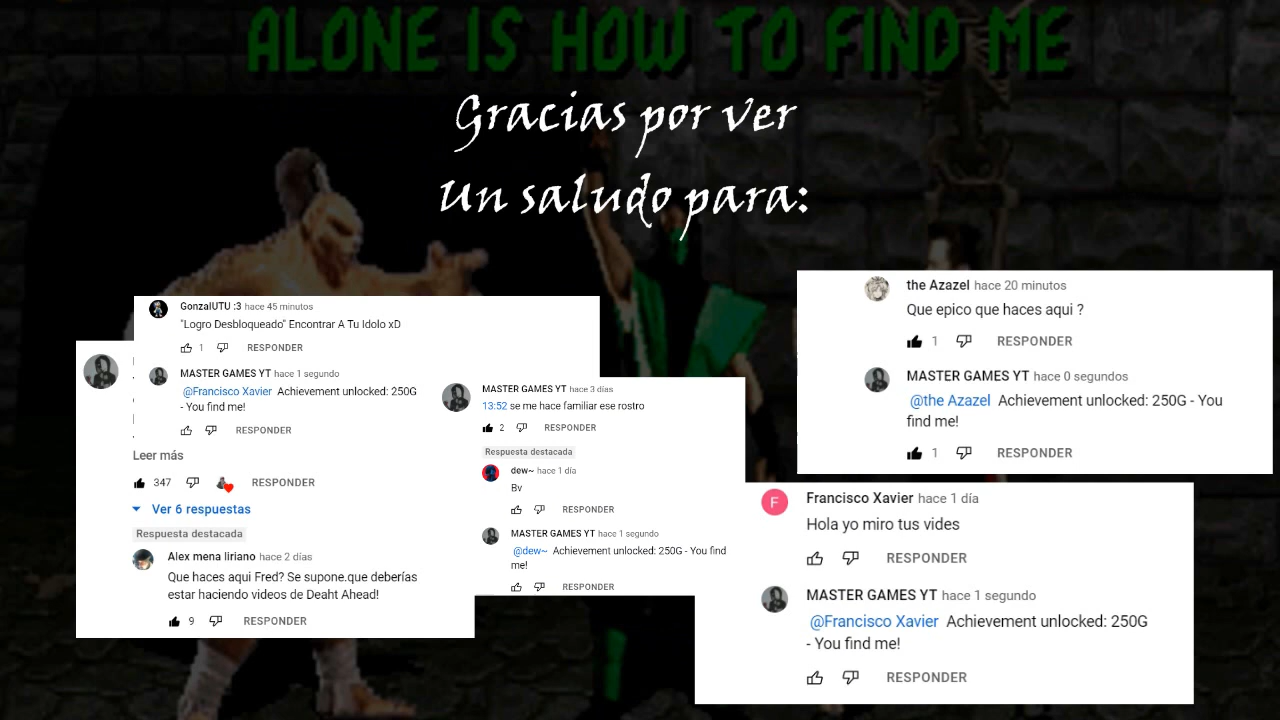 ALONE IS HOW TO FIND ME
Gracias por ver
Un saludo para:
GonzalUTU :3 hace 45 minutos
"Logro Desbloqueado" Encontrar A Tu Idolo xD
1 RESPONDER
MASTER GAMES YT hace 1 segundo
@Francisco Xavier Achievement unlocked: 250G
- You find me!
RESPONDER
Leer más
347 RESPONDER
Ver 6 respuestas
Respuesta destacada
Alex mena liriano hace 2 días
Que haces aqui Fred? Se supone.que deberías
estar haciendo videos de Deaht Ahead!
9 RESPONDER
MASTER GAMES YT hace 3 días
13:52 se me hace familiar ese rostro
2 RESPONDER
Respuesta destacada
dew~ hace 1 día
Bv
RESPONDER
MASTER GAMES YT hace 1 segundo
@dew~ Achievement unlocked: 250G - You find
me!
RESPONDER
the Azazel hace 20 minutos
Que epico que haces aqui ?
1 RESPONDER
MASTER GAMES YT hace 0 segundos
@the Azazel Achievement unlocked: 250G - You
find me!
1 RESPONDER
F
Francisco Xavier hace 1 día
Hola yo miro tus vides
RESPONDER
MASTER GAMES YT hace 1 segundo
@Francisco Xavier Achievement unlocked: 250G
- You find me!
RESPONDER